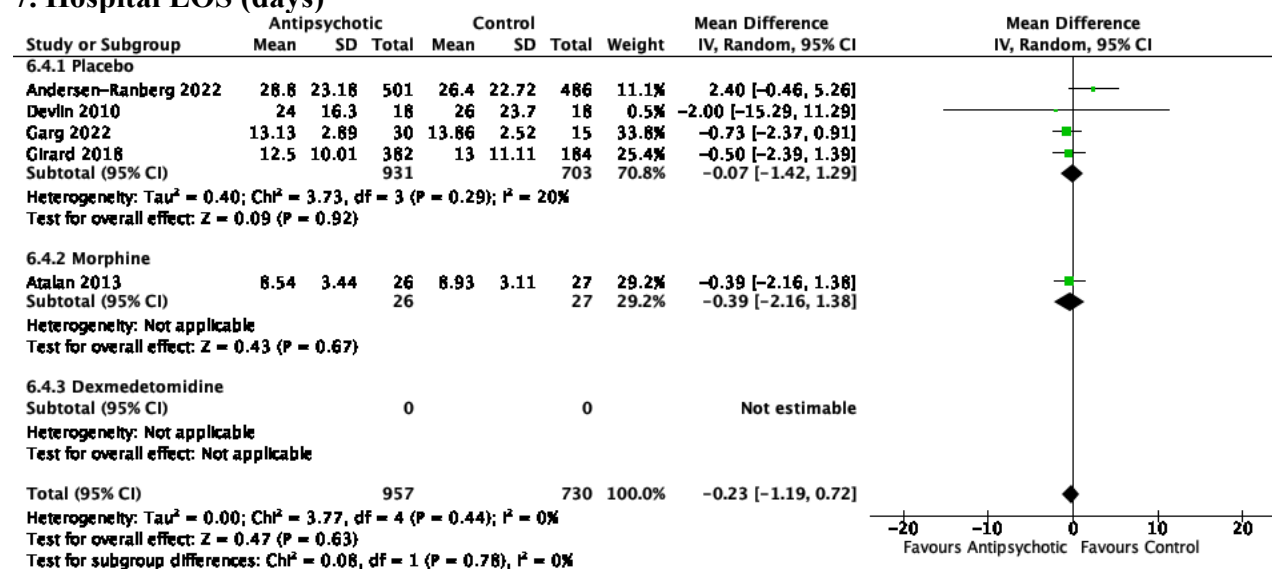 7. Hospital LOS (days)
Antipsychotic Control Mean Difference Mean Difference
Study or Subgroup Mean SD Total Mean SD Total Weight IV, Random, 95% CI IV, Random, 95% CI
6.4.1 Placebo
Andersen-Ranberg 2022 28.8 23.18 501 26.4 22.72 486 11.1% 2.40 [-0.46, 5.26]
Devlin 2010 24 16.3 18 26 23.7 18 0.5% -2.00 [-15.29, 11.29]
Garg 2022 13.13 2.89 30 13.86 2.52 15 33.8% -0.73 [-2.37, 0.91]
Girard 2018 12.5 10.01 382 13 11.11 184 25.4% -0.50 [-2.39, 1.39]
Subtotal (95% CI) 931 703 70.8% -0.07 [-1.42, 1.29]
Heterogeneity: Tau² = 0.40; Chi² = 3.73, df = 3 (P = 0.29); I² = 20%
Test for overall effect: Z = 0.09 (P = 0.92)
6.4.2 Morphine
Atalan 2013 8.54 3.44 26 8.93 3.11 27 29.2% -0.39 [-2.16, 1.38]
Subtotal (95% CI) 26 27 29.2% -0.39 [-2.16, 1.38]
Heterogeneity: Not applicable
Test for overall effect: Z = 0.43 (P = 0.67)
6.4.3 Dexmedetomidine
Subtotal (95% CI) 0 0 Not estimable
Heterogeneity: Not applicable
Test for overall effect: Not applicable
Total (95% CI) 957 730 100.0% -0.23 [-1.19, 0.72]
Heterogeneity: Tau² = 0.00; Chi² = 3.77, df = 4 (P = 0.44); I² = 0%
Test for overall effect: Z = 0.47 (P = 0.63)
Test for subgroup differences: Chi² = 0.08, df = 1 (P = 0.78), I² = 0%
-20 -10 0 10 20
Favours Antipsychotic Favours Control